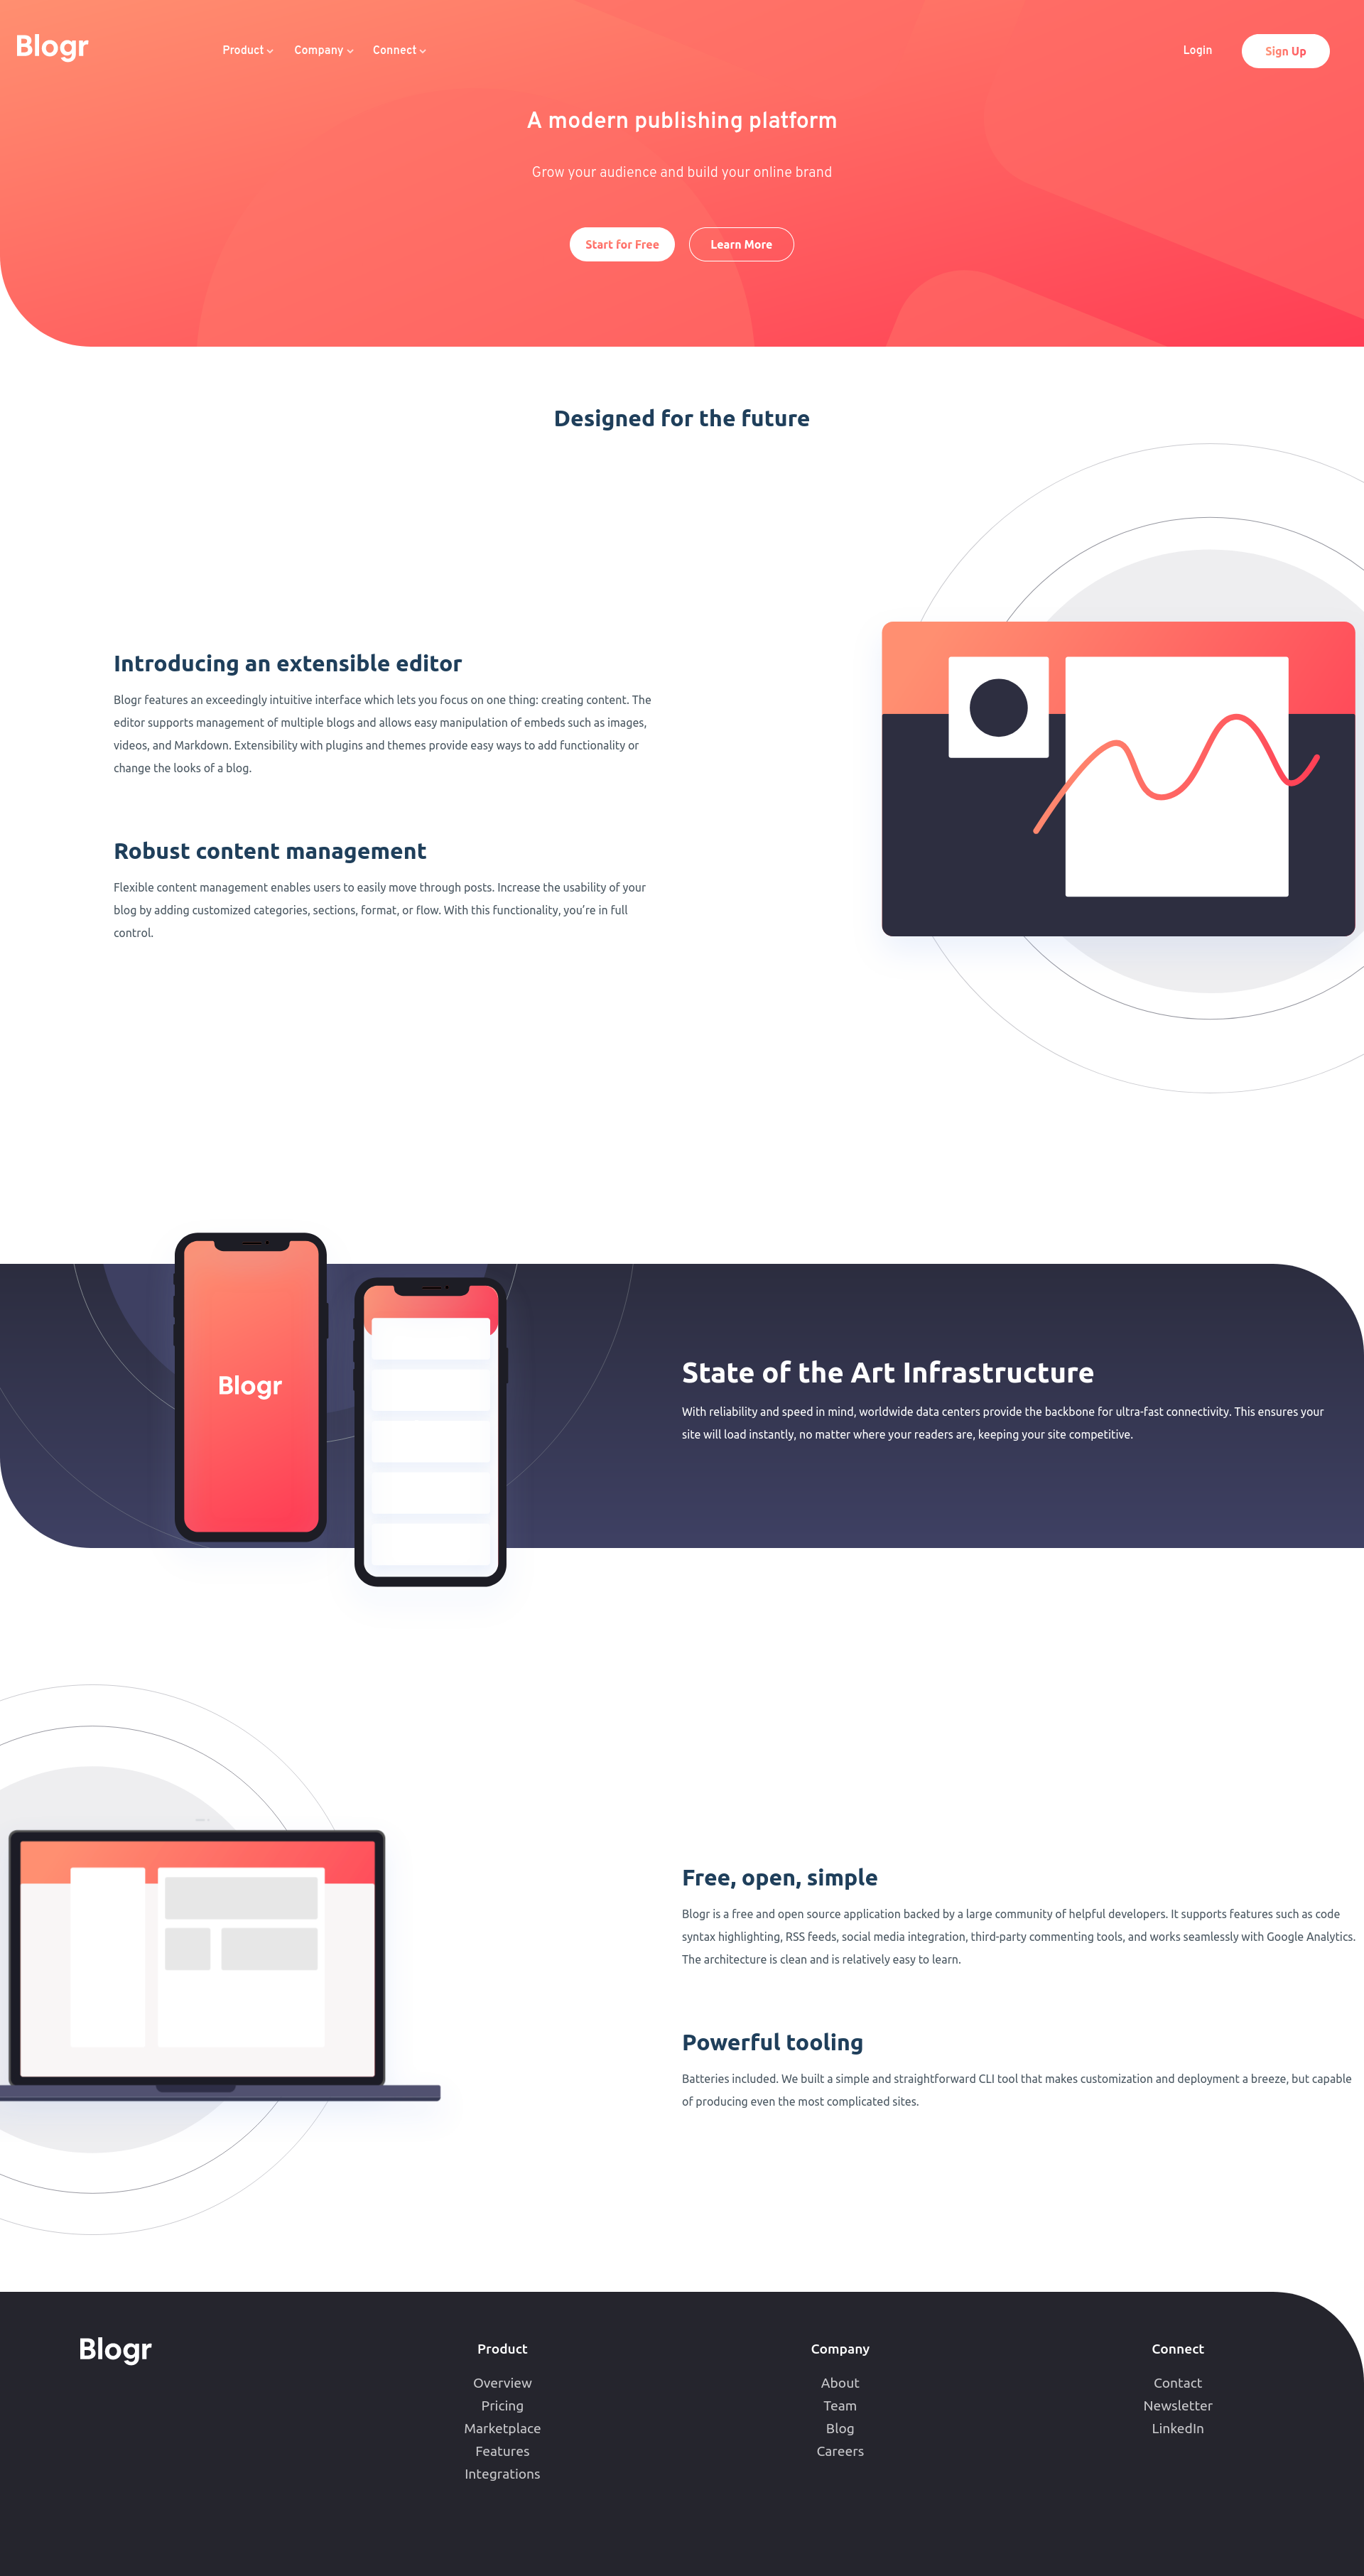 Blogr
Product Company Connect
Login
Sign Up
A modern publishing platform
Grow your audience and build your online brand
Start for Free
Learn More
Designed for the future
Introducing an extensible editor
Blogr features an exceedingly intuitive interface which lets you focus on one thing: creating content. The
editor supports management of multiple blogs and allows easy manipulation of embeds such as images,
videos, and Markdown. Extensibility with plugins and themes provide easy ways to add functionality or
change the looks of a blog.
Robust content management
Flexible content management enables users to easily move through posts. Increase the usability of your
blog by adding customized categories, sections, format, or flow. With this functionality, you’re in full
control.
Blogr
State of the Art Infrastructure
With reliability and speed in mind, worldwide data centers provide the backbone for ultra-fast connectivity. This ensures your
site will load instantly, no matter where your readers are, keeping your site competitive.
Free, open, simple
Blogr is a free and open source application backed by a large community of helpful developers. It supports features such as code
syntax highlighting, RSS feeds, social media integration, third-party commenting tools, and works seamlessly with Google Analytics.
The architecture is clean and is relatively easy to learn.
Powerful tooling
Batteries included. We built a simple and straightforward CLI tool that makes customization and deployment a breeze, but capable
of producing even the most complicated sites.
Blogr
Product
Overview
Pricing
Marketplace
Features
Integrations
Company
About
Team
Blog
Careers
Connect
Contact
Newsletter
LinkedIn